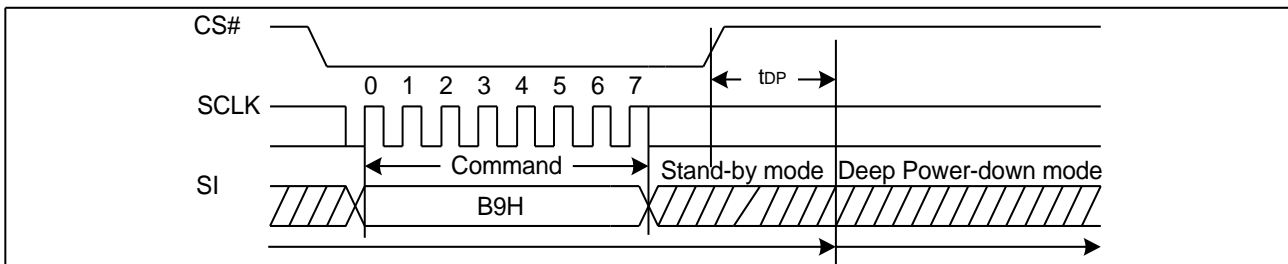 CS#
tDP
0 1 2 3 4 5 6 7
SCLK
Command
Stand-by mode Deep Power-down mode
SI
B9H